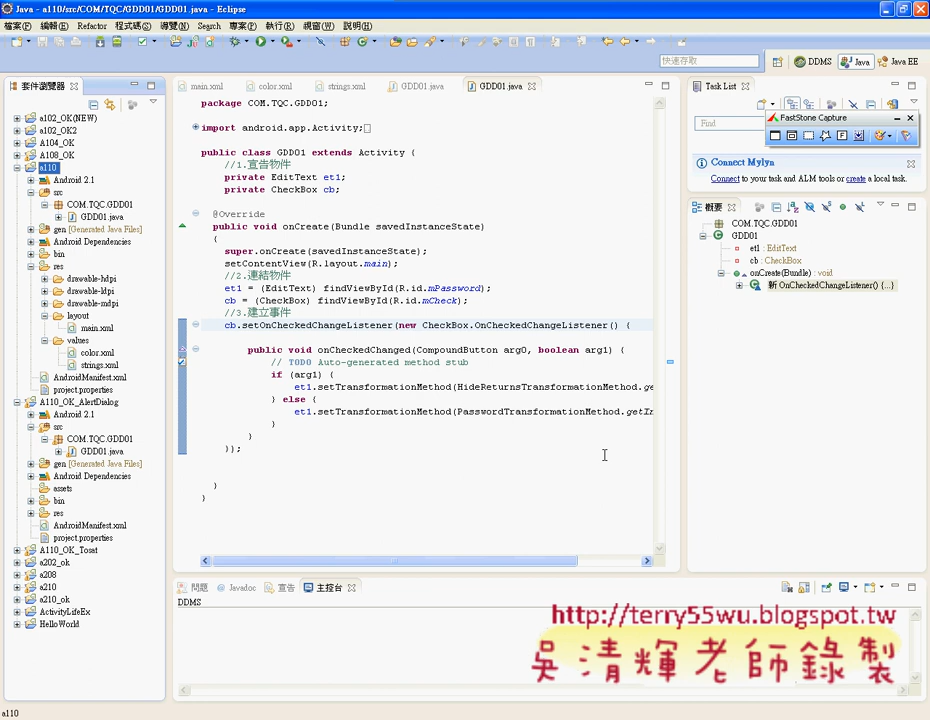 Java - a110/src/COM/TQC/GDD01/GDD01.java - Eclipse
檔案(F) 編輯(E) Refactor 程式碼(S) 導覽(N) Search 專案(P) 執行(R) 視窗(W) 說明(H)
快速存取
DDMS Java Java EE
套件瀏覽器
a102_OK(NEW)
a102_OK2
A104_OK
A108_OK
a110
Android 2.1
src
COM.TQC.GDD01
GDD01.java
gen [Generated Java Files]
Android Dependencies
bin
res
drawable-hdpi
drawable-ldpi
drawable-mdpi
layout
main.xml
values
color.xml
strings.xml
AndroidManifest.xml
project.properties
A110_OK_AlertDialog
Android 2.1
src
COM.TQC.GDD01
GDD01.java
gen [Generated Java Files]
Android Dependencies
assets
bin
res
AndroidManifest.xml
project.properties
A110_OK_Tosat
a202_ok
a208
a210
a210_ok
ActivityLifeEx
HelloWorld
main.xml color.xml strings.xml GDD01.java GDD01.java
package COM.TQC.GDD01;
import android.app.Activity;
public class GDD01 extends Activity {
//1.宣告物件
private EditText et1;
private CheckBox cb;
@Override
public void onCreate(Bundle savedInstanceState)
{
super.onCreate(savedInstanceState);
setContentView(R.layout.main);
//2.連結物件
et1 = (EditText) findViewById(R.id.mPassword);
cb = (CheckBox) findViewById(R.id.mCheck);
//3.建立事件
cb.setOnCheckedChangeListener(new CheckBox.OnCheckedChangeListener() {
public void onCheckedChanged(CompoundButton arg0, boolean arg1) {
// TODO Auto-generated method stub
if (arg1) {
et1.setTransformationMethod(HideReturnsTransformationMethod.ge
} else {
et1.setTransformationMethod(PasswordTransformationMethod.getIn
}
}
});
}
}
Task List
Find
FastStone Capture
Connect Mylyn
Connect to your task and ALM tools or create a local task.
概要
COM.TQC.GDD01
GDD01
et1 : EditText
cb : CheckBox
onCreate(Bundle) : void
新 OnCheckedChangeListener() {...}
問題 Javadoc 宣告 主控台
DDMS
http://terry55wu.blogspot.tw
吳清輝老師錄製
a110